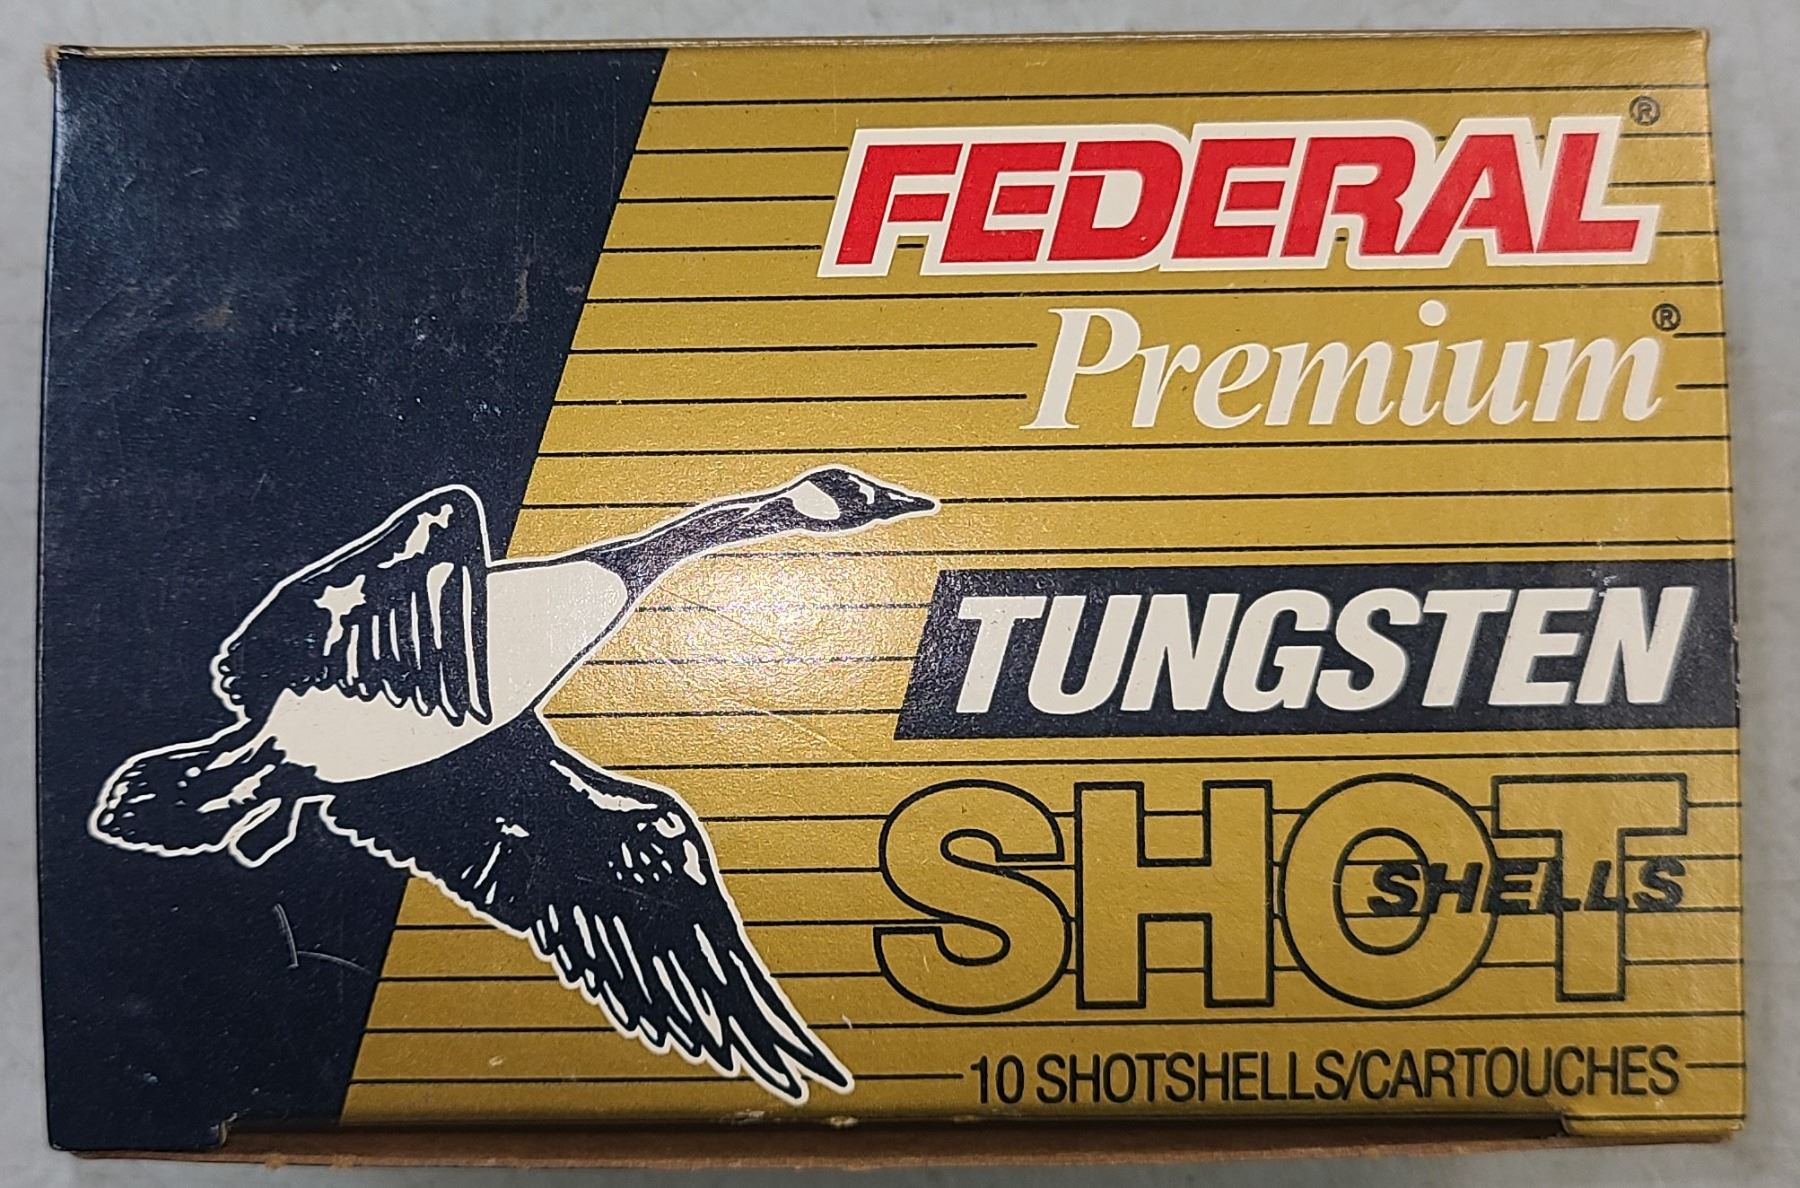 FEDERAL®
Premium®
TUNGSTEN
SHOT
SHELLS
10 SHOTSHELLS/CARTOUCHES